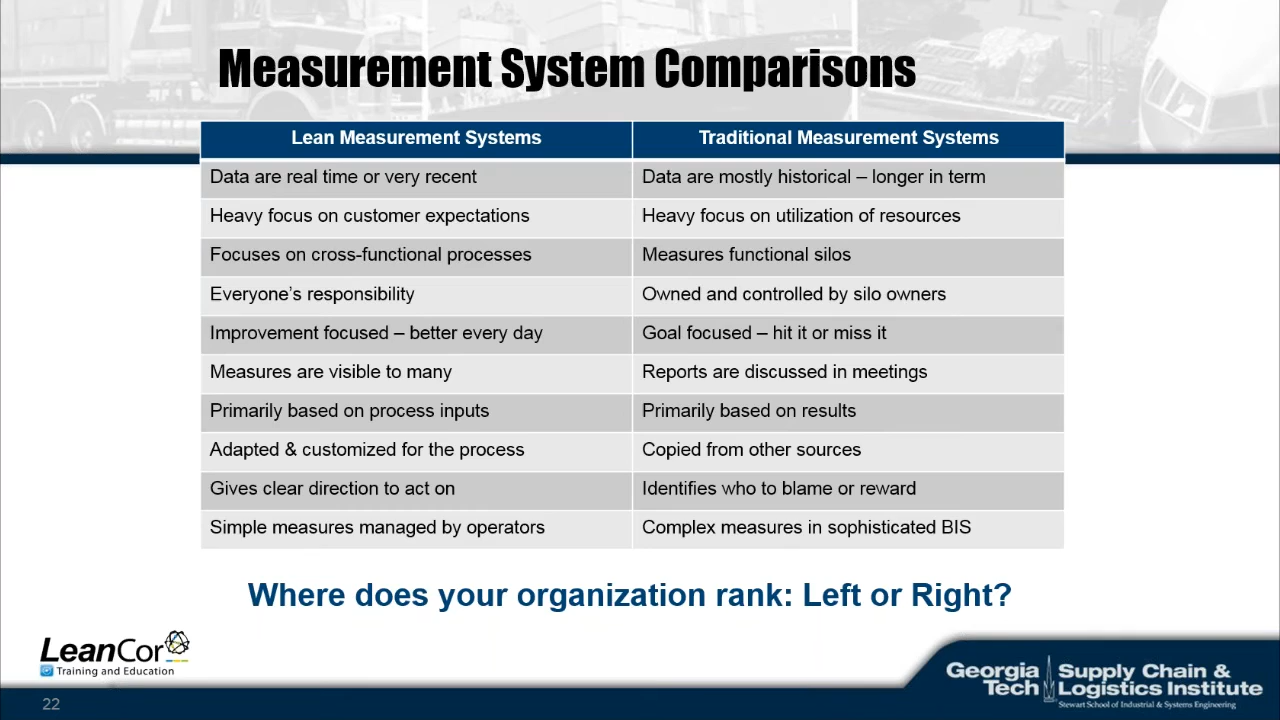 Measurement System Comparisons
Lean Measurement Systems
Traditional Measurement Systems
Data are real time or very recent
Data are mostly historical – longer in term
Heavy focus on customer expectations
Heavy focus on utilization of resources
Focuses on cross-functional processes
Measures functional silos
Everyone’s responsibility
Owned and controlled by silo owners
Improvement focused – better every day
Goal focused – hit it or miss it
Measures are visible to many
Reports are discussed in meetings
Primarily based on process inputs
Primarily based on results
Adapted & customized for the process
Copied from other sources
Gives clear direction to act on
Identifies who to blame or reward
Simple measures managed by operators
Complex measures in sophisticated BIS
Where does your organization rank: Left or Right?
LeanCor
Training and Education
Georgia
Tech
Supply Chain &
Logistics Institute
Stewart School of Industrial & Systems Engineering
22